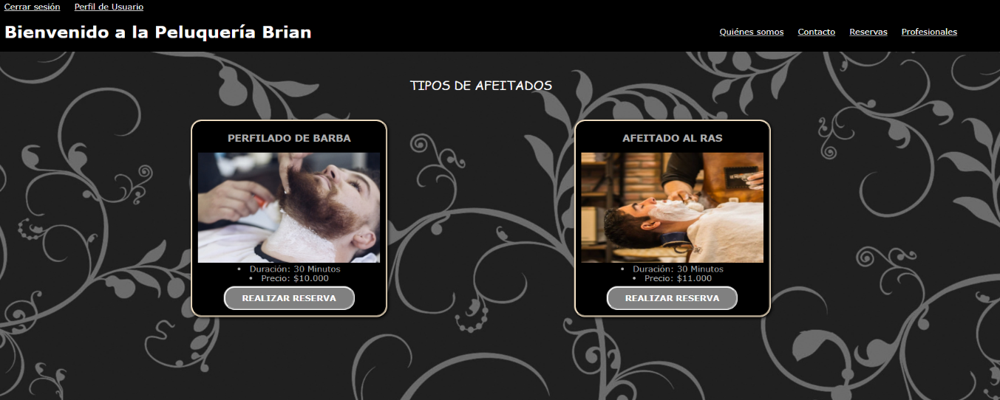 Cerrar sesión Perfil de Usuario
Bienvenido a la Peluquería Brian
Quiénes somos Contacto Reservas Profesionales
TIPOS DE AFEITADOS
PERFILADO DE BARBA
• Duración: 30 Minutos
• Precio: $10.000
REALIZAR RESERVA
AFEITADO AL RAS
• Duración: 30 Minutos
• Precio: $11.000
REALIZAR RESERVA